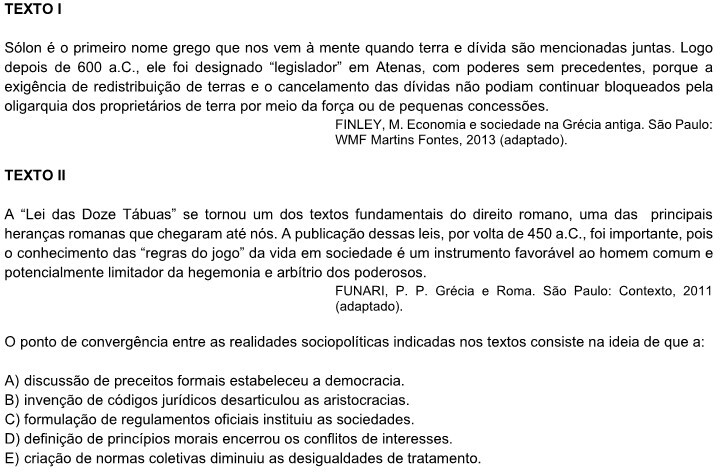 TEXTO I
Sólon é o primeiro nome grego que nos vem à mente quando terra e dívida são mencionadas juntas. Logo
depois de 600 a.C., ele foi designado “legislador” em Atenas, com poderes sem precedentes, porque a
exigência de redistribuição de terras e o cancelamento das dívidas não podiam continuar bloqueados pela
oligarquia dos proprietários de terra por meio da força ou de pequenas concessões.
FINLEY, M. Economia e sociedade na Grécia antiga. São Paulo:
WMF Martins Fontes, 2013 (adaptado).
TEXTO II
A “Lei das Doze Tábuas” se tornou um dos textos fundamentais do direito romano, uma das principais
heranças romanas que chegaram até nós. A publicação dessas leis, por volta de 450 a.C., foi importante, pois
o conhecimento das “regras do jogo” da vida em sociedade é um instrumento favorável ao homem comum e
potencialmente limitador da hegemonia e arbítrio dos poderosos.
FUNARI, P. P. Grécia e Roma. São Paulo: Contexto, 2011
(adaptado).
O ponto de convergência entre as realidades sociopolíticas indicadas nos textos consiste na ideia de que a:
A) discussão de preceitos formais estabeleceu a democracia.
B) invenção de códigos jurídicos desarticulou as aristocracias.
C) formulação de regulamentos oficiais instituiu as sociedades.
D) definição de princípios morais encerrou os conflitos de interesses.
E) criação de normas coletivas diminuiu as desigualdades de tratamento.